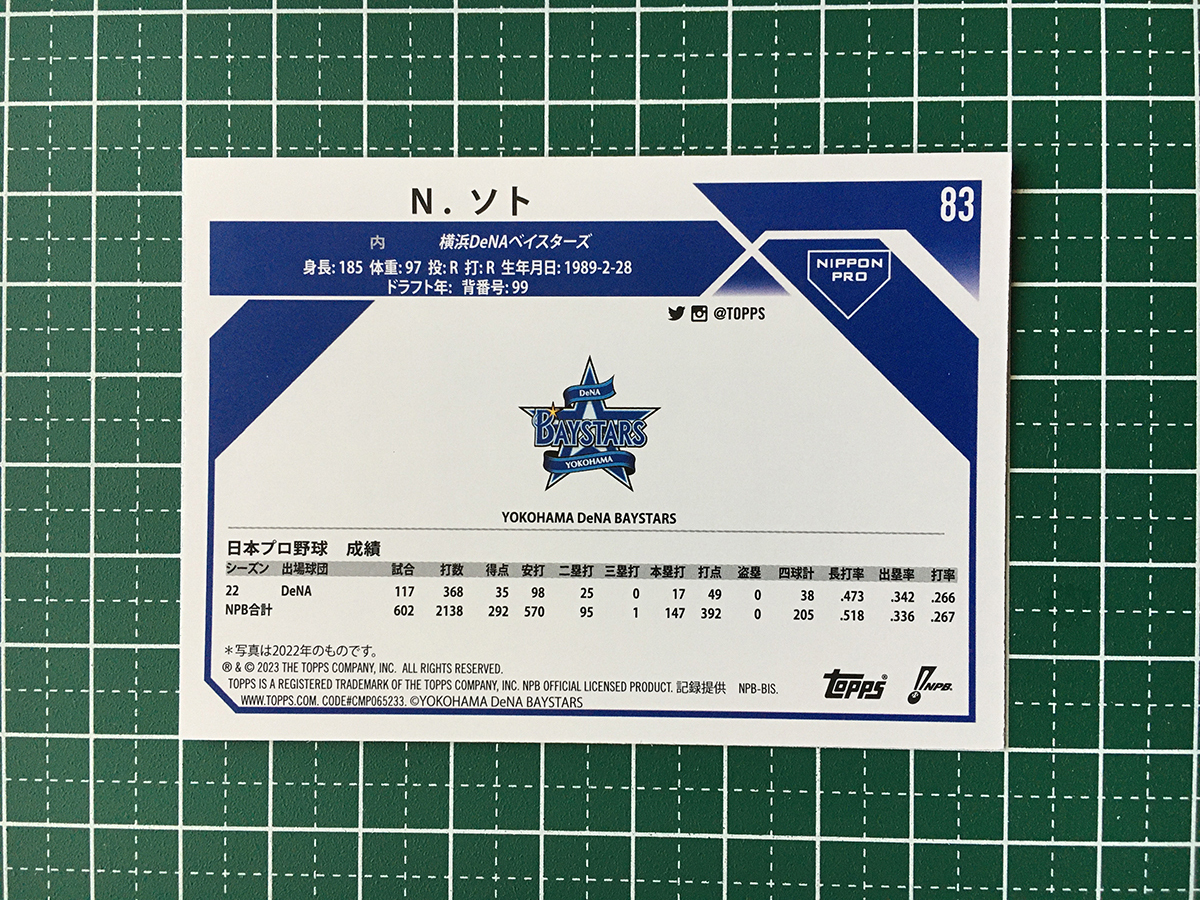 N. ソト
83
内 横浜DeNAベイスターズ
身長: 185 体重: 97 投: R 打: R 生年月日: 1989-2-28
ドラフト年: 背番号: 99
NIPPON
PRO
@TOPPS
DeNA
BAYSTARS
YOKOHAMA
YOKOHAMA DeNA BAYSTARS
日本プロ野球 成績
シーズン 出場球団 試合 打数 得点 安打 二塁打 三塁打 本塁打 打点 盗塁 四球計 長打率 出塁率 打率
22 DeNA 117 368 35 98 25 0 17 49 0 38 .473 .342 .266
NPB合計 602 2138 292 570 95 1 147 392 0 205 .518 .336 .267
＊写真は2022年のものです。
® & © 2023 THE TOPPS COMPANY, INC. ALL RIGHTS RESERVED.
TOPPS IS A REGISTERED TRADEMARK OF THE TOPPS COMPANY, INC. NPB OFFICIAL LICENSED PRODUCT. 記録提供 NPB-BIS.
WWW.TOPPS.COM. CODE#CMP065233. ©YOKOHAMA DeNA BAYSTARS
topps®
NPB.